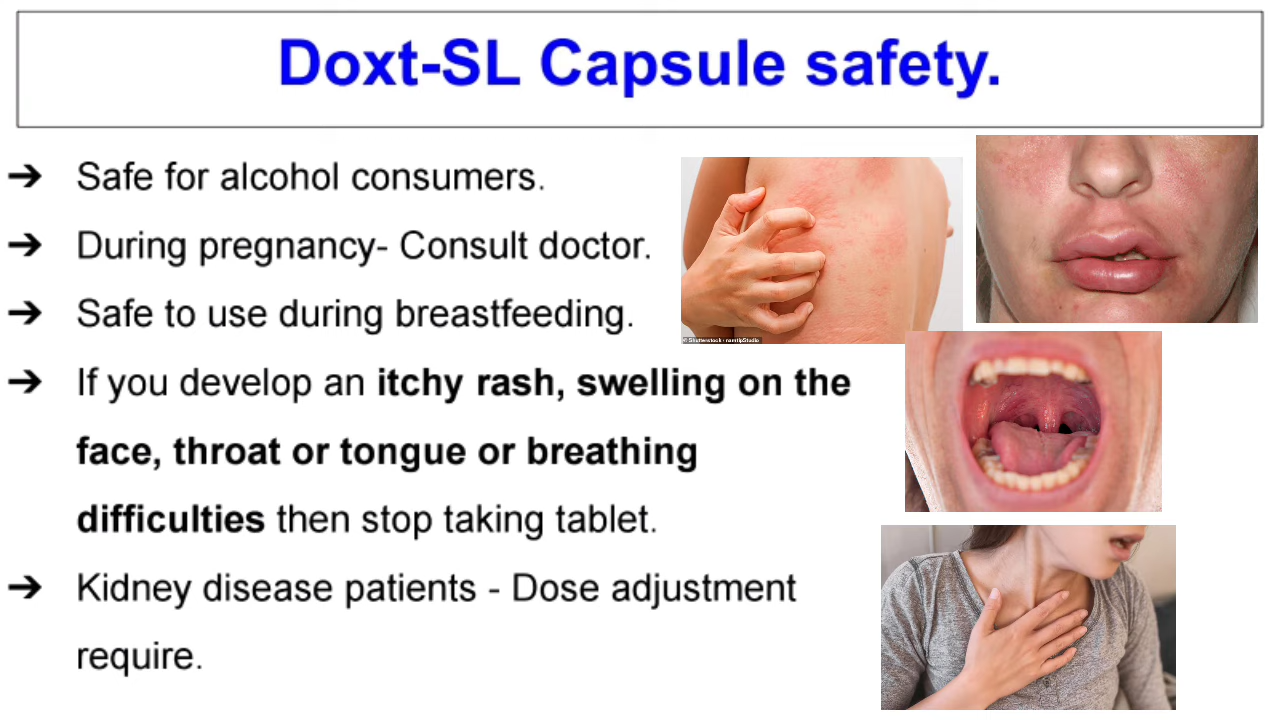 Doxt-SL Capsule safety.
➔ Safe for alcohol consumers.
➔ During pregnancy- Consult doctor.
➔ Safe to use during breastfeeding.
➔ If you develop an itchy rash, swelling on the
face, throat or tongue or breathing
difficulties then stop taking tablet.
➔ Kidney disease patients - Dose adjustment
require.
© Shutterstock / namtipStudio